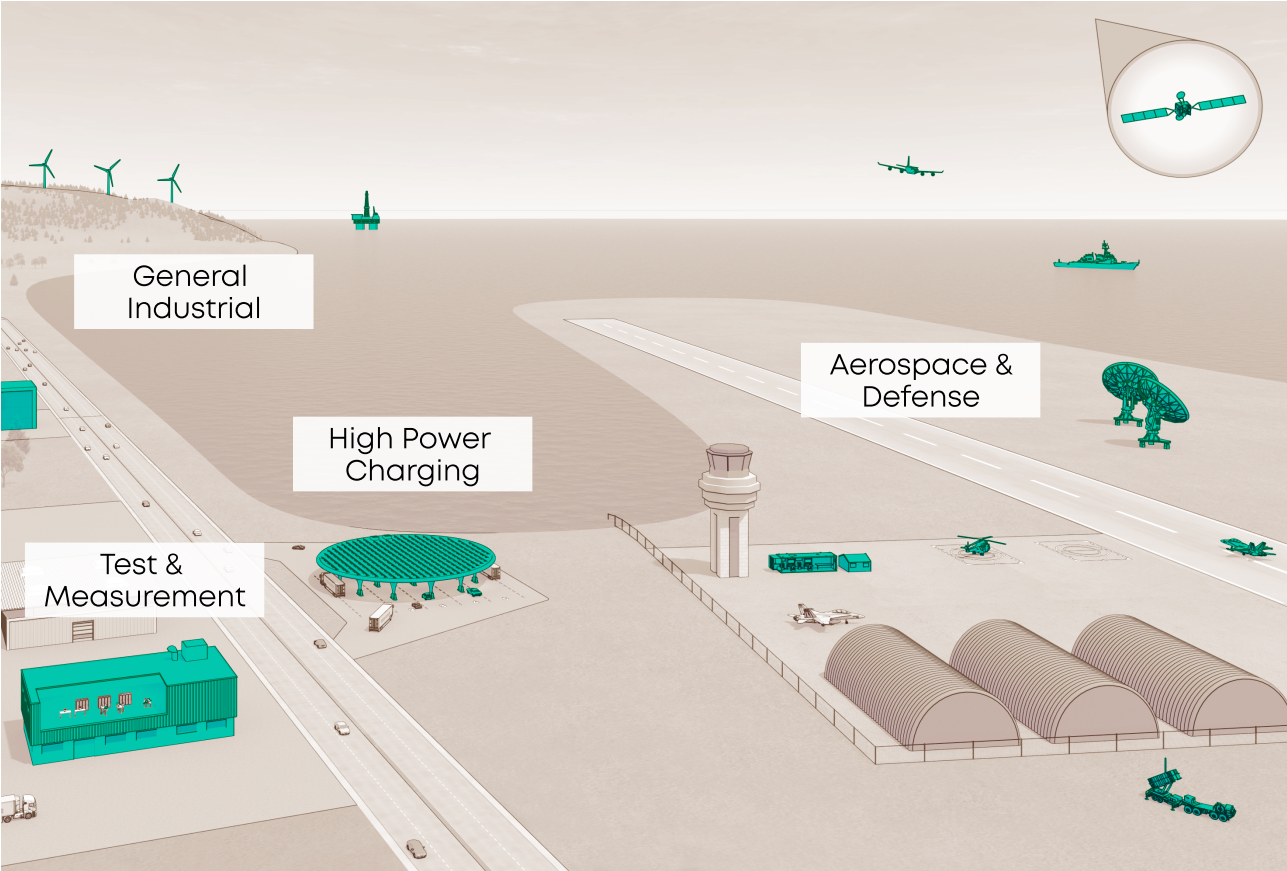 General
Industrial
Aerospace &
Defense
High Power
Charging
Test &
Measurement